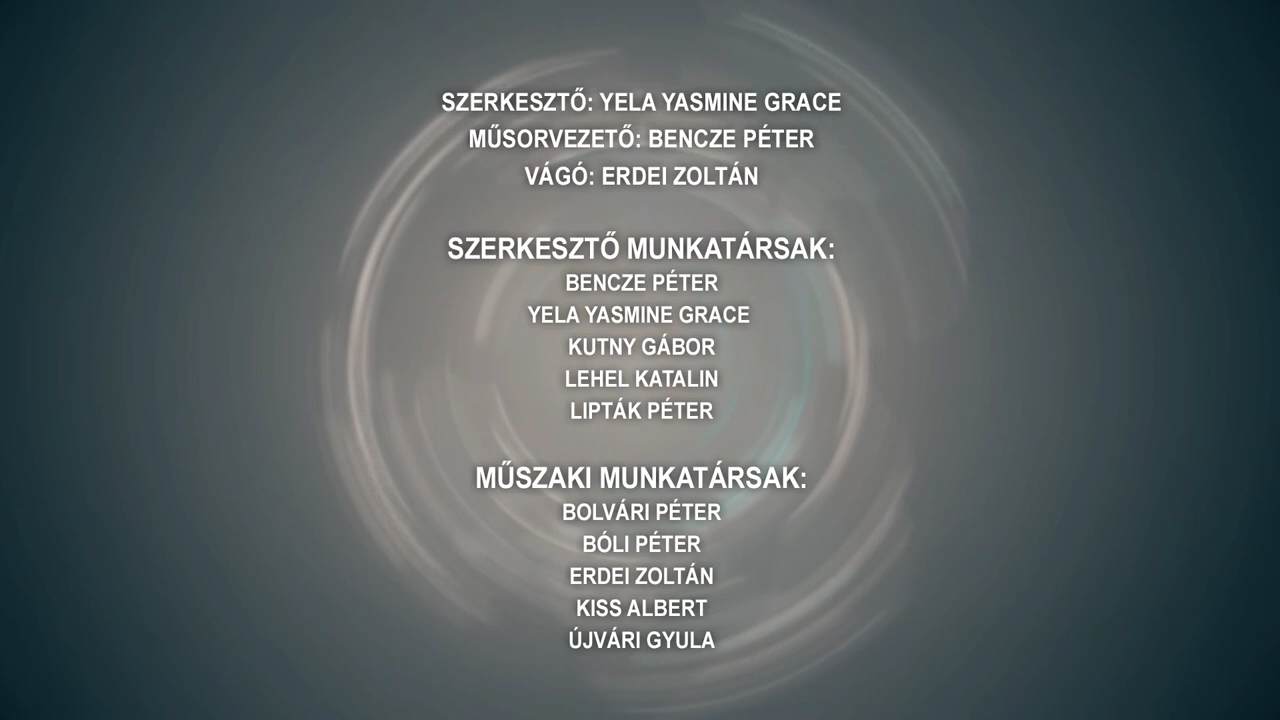 SZERKESZTŐ: YELA YASMINE GRACE
MŰSORVEZETŐ: BENCZE PÉTER
VÁGÓ: ERDEI ZOLTÁN
SZERKESZTŐ MUNKATÁRSAK:
BENCZE PÉTER
YELA YASMINE GRACE
KUTNY GÁBOR
LEHEL KATALIN
LIPTÁK PÉTER
MŰSZAKI MUNKATÁRSAK:
BOLVÁRI PÉTER
BÓLI PÉTER
ERDEI ZOLTÁN
KISS ALBERT
ÚJVÁRI GYULA